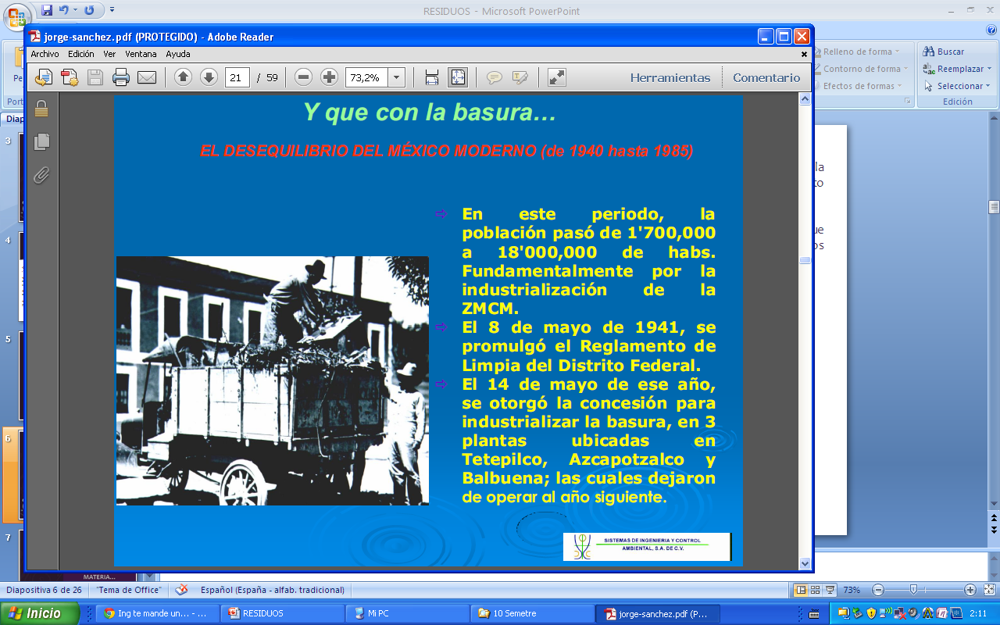 RESIDUOS - Microsoft PowerPoint
jorge-sanchez.pdf (PROTEGIDO) - Adobe Reader
Archivo Edición Ver Ventana Ayuda
21 / 59 73,2% Herramientas Comentario
Relleno de forma
Contorno de forma
Efectos de formas
Buscar
Reemplazar
Seleccionar
Edición
Y que con la basura...
EL DESEQUILIBRIO DEL MÉXICO MODERNO (de 1940 hasta 1985)
En este periodo, la
población pasó de 1'700,000
a 18'000,000 de habs.
Fundamentalmente por la
industrialización de la
ZMCM.
El 8 de mayo de 1941, se
promulgó el Reglamento de
Limpia del Distrito Federal.
El 14 de mayo de ese año,
se otorgó la concesión para
industrializar la basura, en 3
plantas ubicadas en
Tetepilco, Azcapotzalco y
Balbuena; las cuales dejaron
de operar al año siguiente.
SISTEMAS DE INGENIERIA Y CONTROL
AMBIENTAL, S.A. DE C.V.
3
4
5
6
7
la
MATERIA...
Diapositiva 6 de 26 "Tema de Office" Español (España - alfab. tradicional) 73%
Inicio Ing te mande un... - ... RESIDUOS Mi PC 10 Semetre jorge-sanchez.pdf (P... 2:11